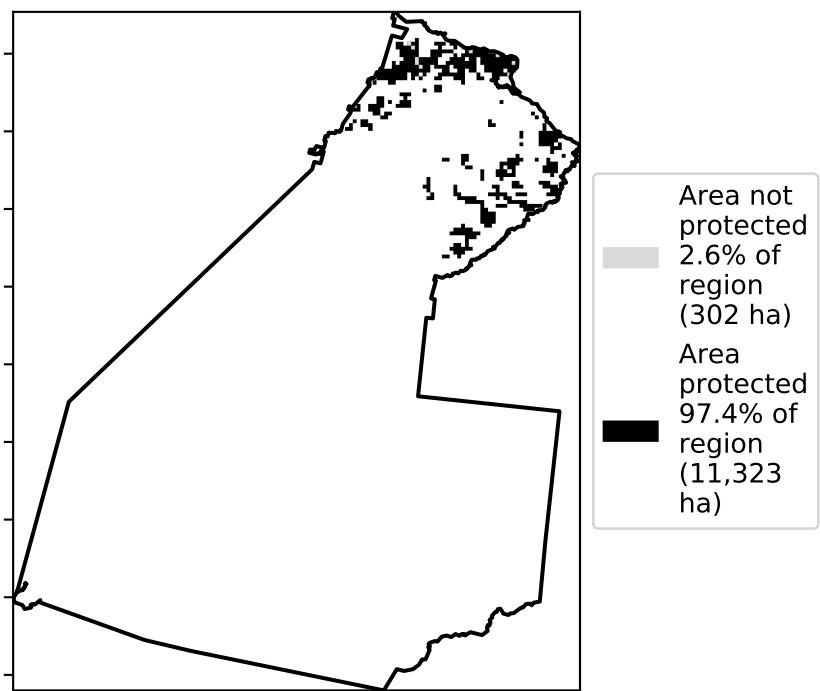 Area not
protected
2.6% of
region
(302 ha)
Area
protected
97.4% of
region
(11,323
ha)